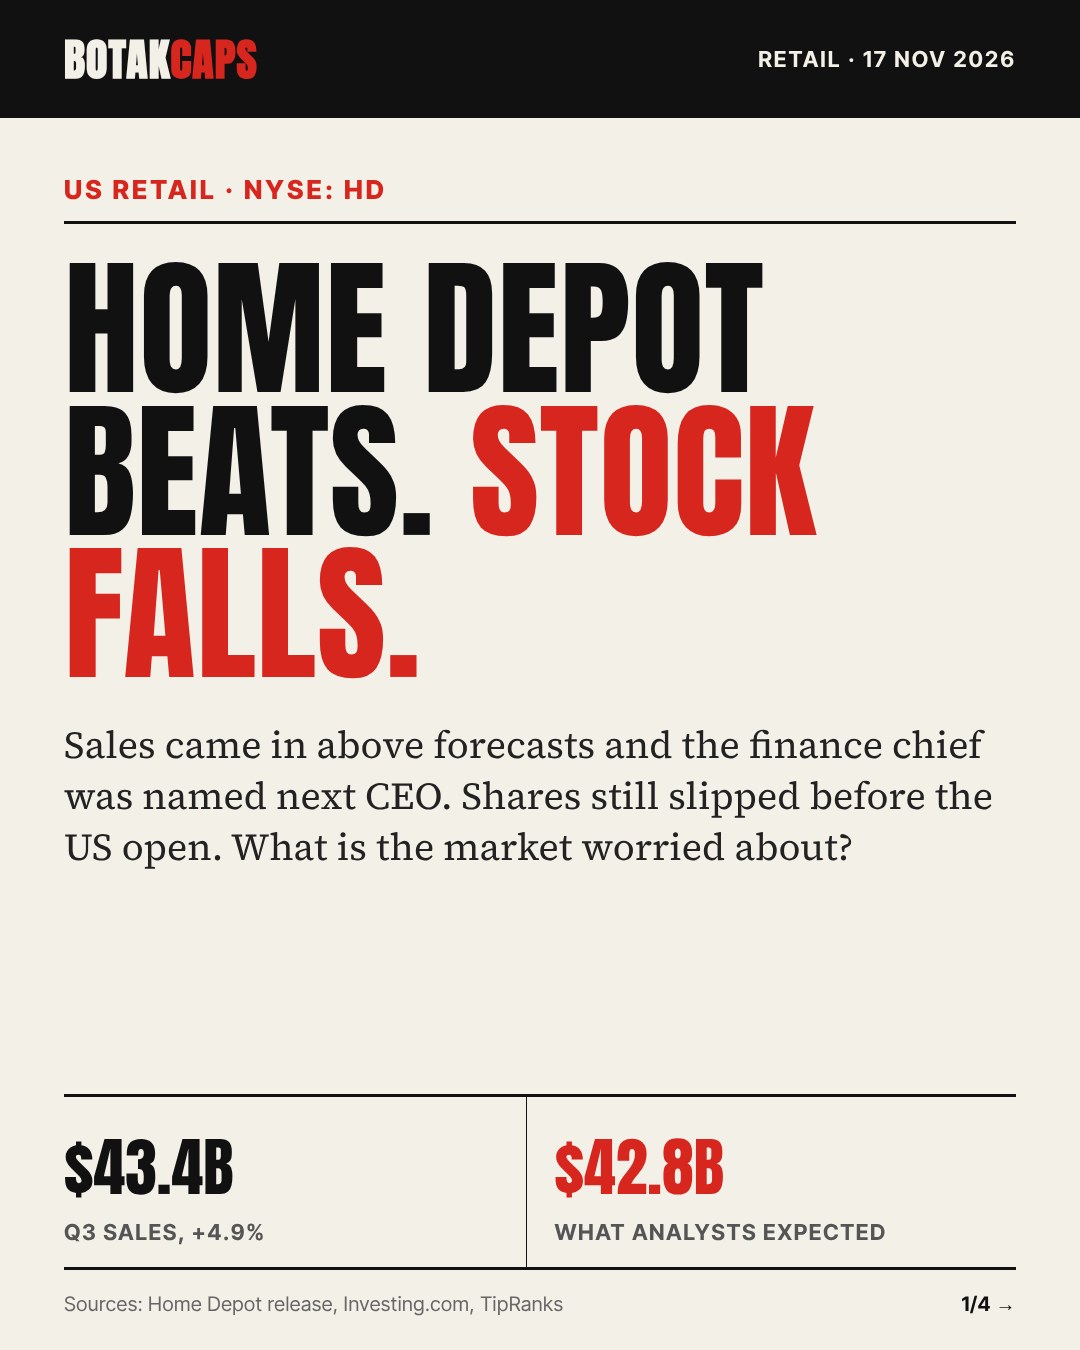 BOTAKCAPS
RETAIL · 17 NOV 2026
US RETAIL · NYSE: HD
HOME DEPOT
BEATS. STOCK
FALLS.
Sales came in above forecasts and the finance chief
was named next CEO. Shares still slipped before the
US open. What is the market worried about?
$43.4B
Q3 SALES, +4.9%
$42.8B
WHAT ANALYSTS EXPECTED
Sources: Home Depot release, Investing.com, TipRanks
1/4 →